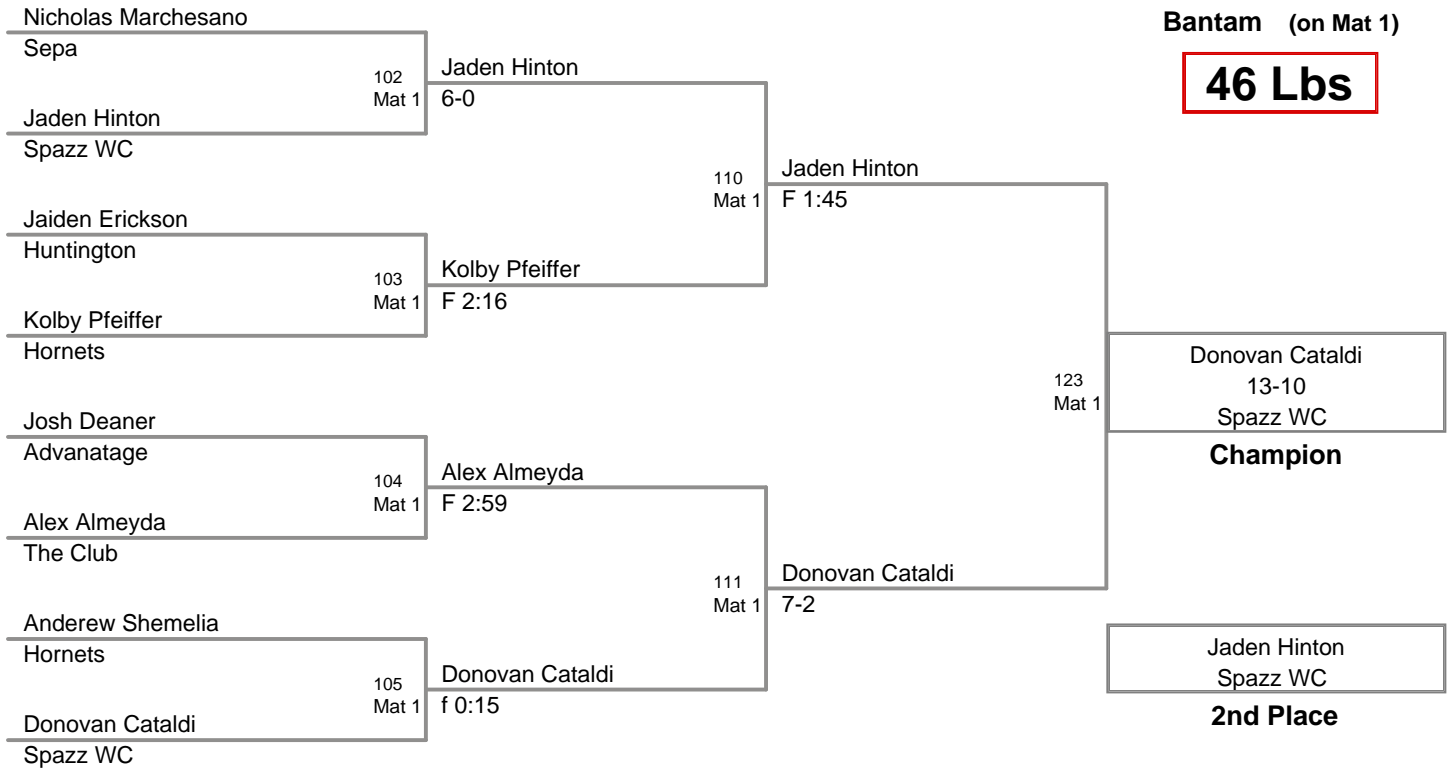 Nicholas Marchesano
Sepa
Bantam (on Mat 1)
46 Lbs
102
Mat 1
Jaden Hinton
6-0
Jaden Hinton
Spazz WC
110
Mat 1
Jaden Hinton
F 1:45
Jaiden Erickson
Huntington
103
Mat 1
Kolby Pfeiffer
F 2:16
Kolby Pfeiffer
Hornets
123
Mat 1
Donovan Cataldi
13-10
Spazz WC
Champion
Josh Deaner
Advanatage
104
Mat 1
Alex Almeyda
F 2:59
Alex Almeyda
The Club
111
Mat 1
Donovan Cataldi
7-2
Anderew Shemelia
Hornets
105
Mat 1
Donovan Cataldi
f 0:15
Donovan Cataldi
Spazz WC
Jaden Hinton
Spazz WC
2nd Place